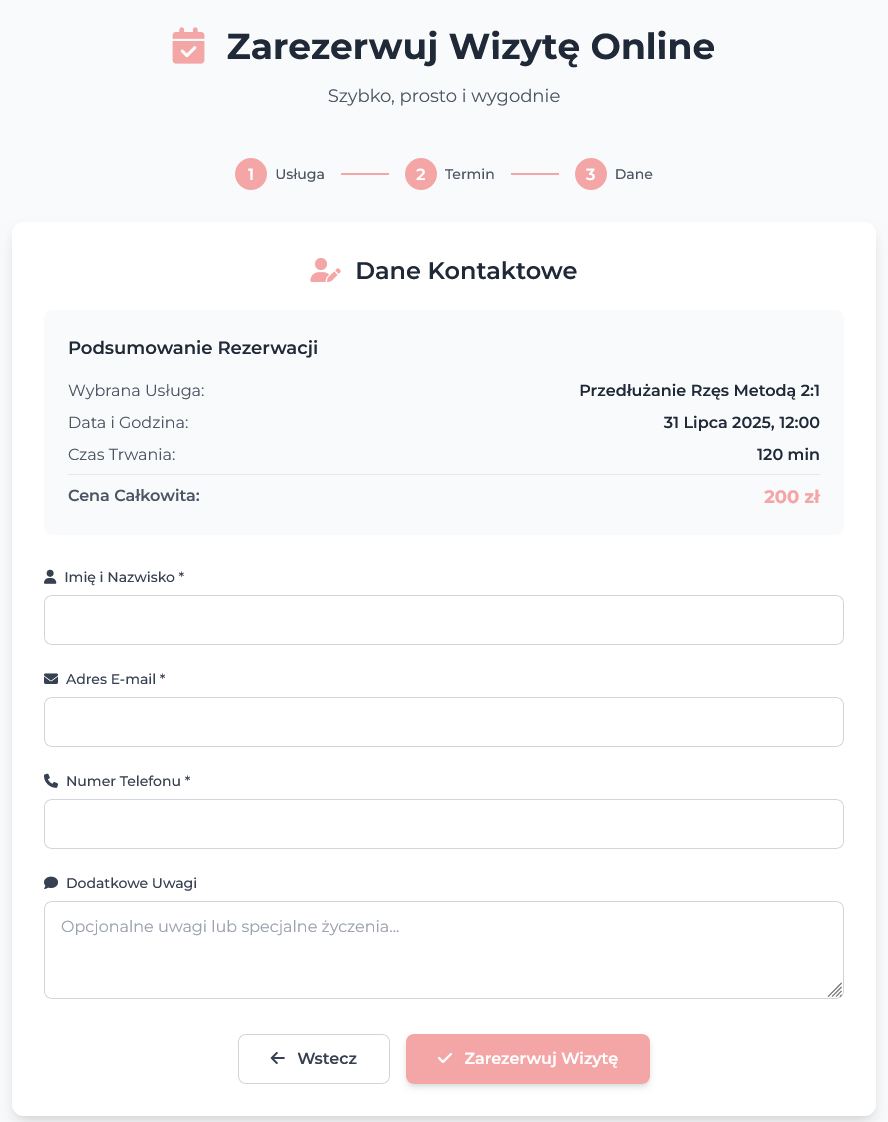 Zarezerwuj Wizytę Online
Szybko, prosto i wygodnie
1 Usługa 2 Termin 3 Dane
Dane Kontaktowe
Podsumowanie Rezerwacji
Wybrana Usługa: Przedłużanie Rzęs Metodą 2:1
Data i Godzina: 31 Lipca 2025, 12:00
Czas Trwania: 120 min
Cena Całkowita: 200 zł
Imię i Nazwisko *
Adres E-mail *
Numer Telefonu *
Dodatkowe Uwagi
Opcjonalne uwagi lub specjalne życzenia...
Wstecz Zarezerwuj Wizytę